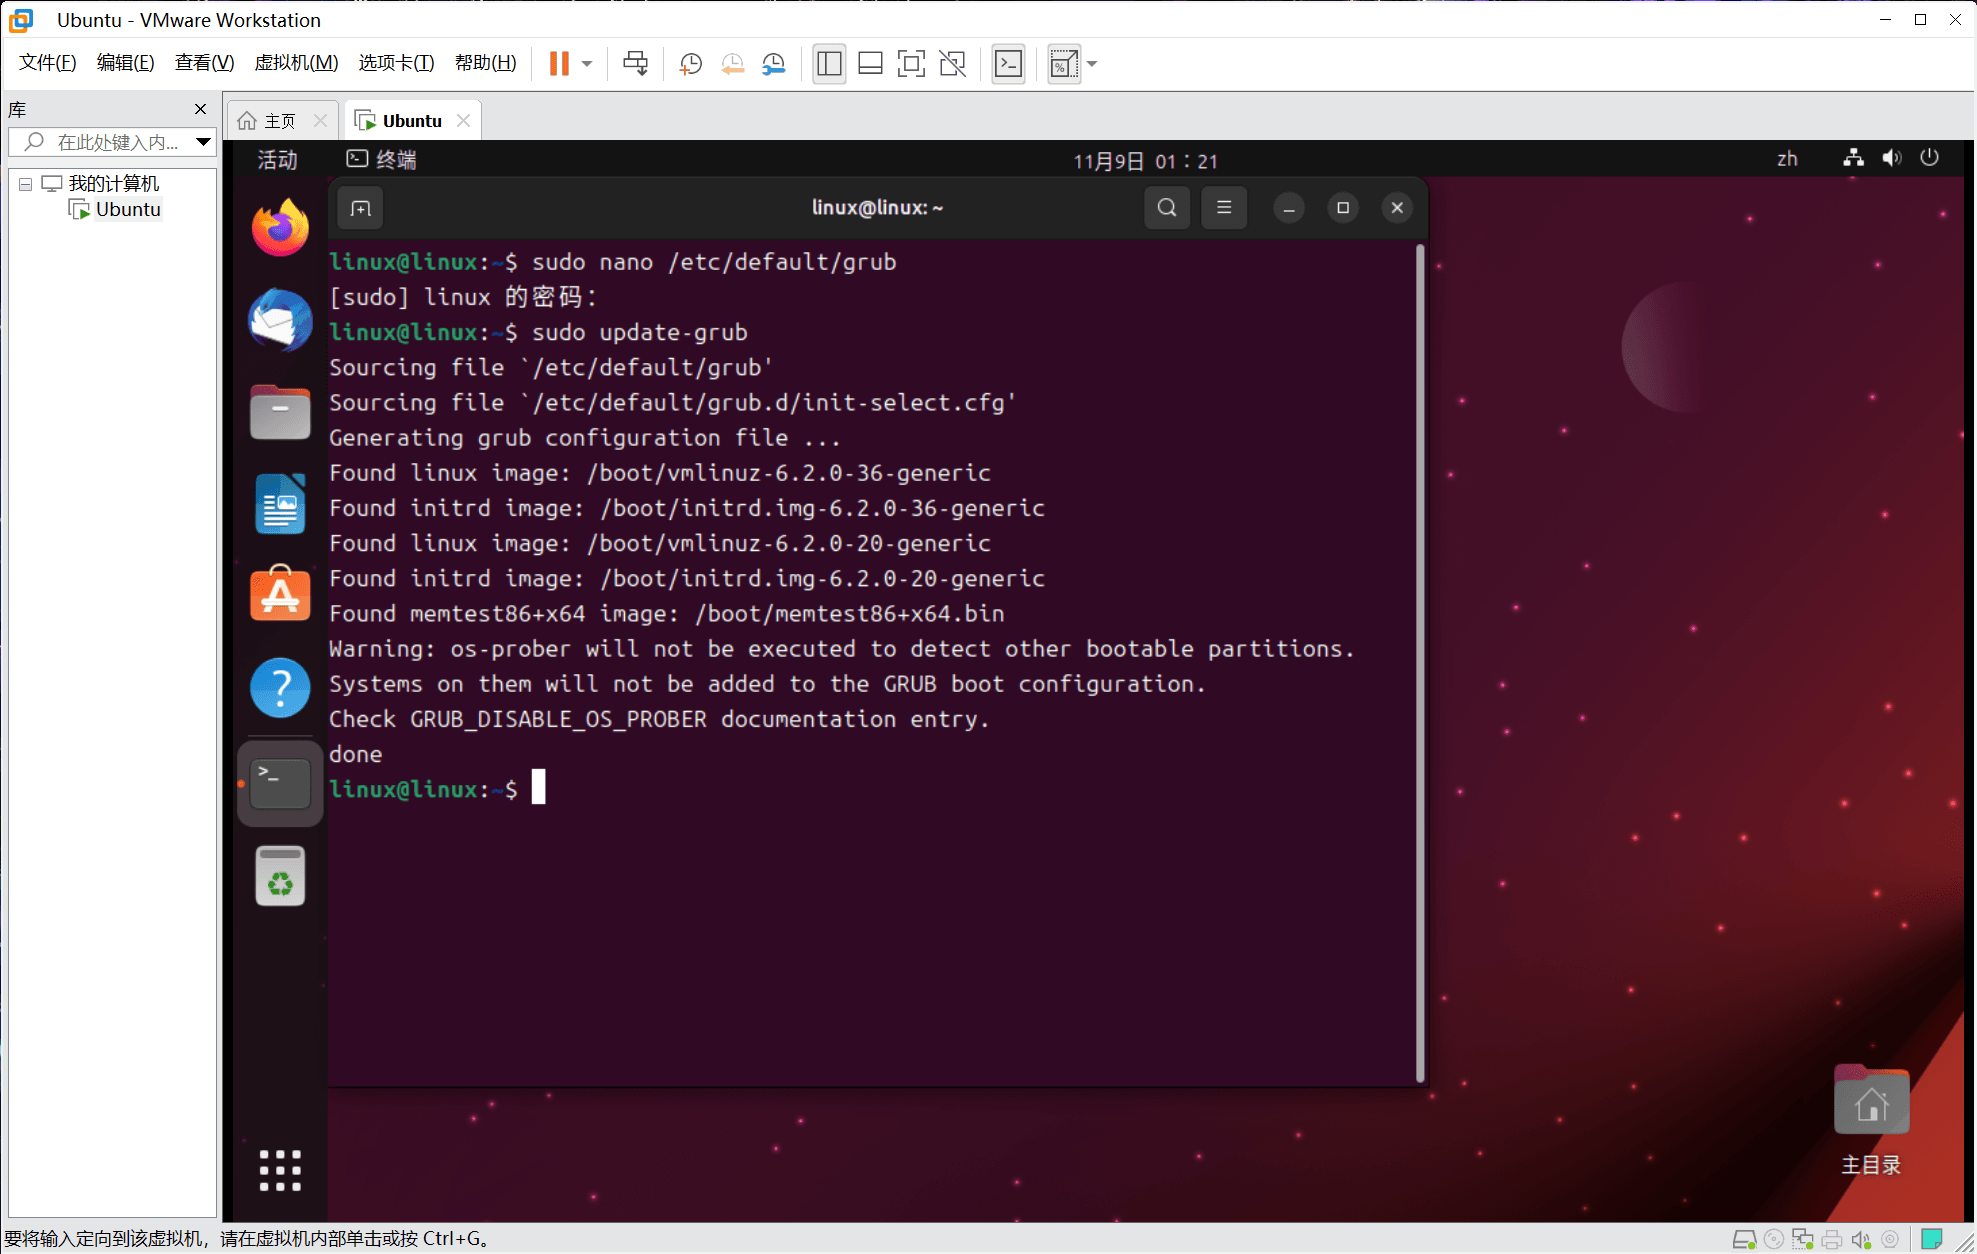 Ubuntu - VMware Workstation
文件(F) 编辑(E) 查看(V) 虚拟机(M) 选项卡(T) 帮助(H)
库
主页
Ubuntu
在此处键入内...
我的计算机
Ubuntu
活动 终端 11月9日 01：21 zh
linux@linux: ~
linux@linux:~$ sudo nano /etc/default/grub
[sudo] linux 的密码：
linux@linux:~$ sudo update-grub
Sourcing file `/etc/default/grub'
Sourcing file `/etc/default/grub.d/init-select.cfg'
Generating grub configuration file ...
Found linux image: /boot/vmlinuz-6.2.0-36-generic
Found initrd image: /boot/initrd.img-6.2.0-36-generic
Found linux image: /boot/vmlinuz-6.2.0-20-generic
Found initrd image: /boot/initrd.img-6.2.0-20-generic
Found memtest86+x64 image: /boot/memtest86+x64.bin
Warning: os-prober will not be executed to detect other bootable partitions.
Systems on them will not be added to the GRUB boot configuration.
Check GRUB_DISABLE_OS_PROBER documentation entry.
done
linux@linux:~$
主目录
要将输入定向到该虚拟机，请在虚拟机内部单击或按 Ctrl+G。